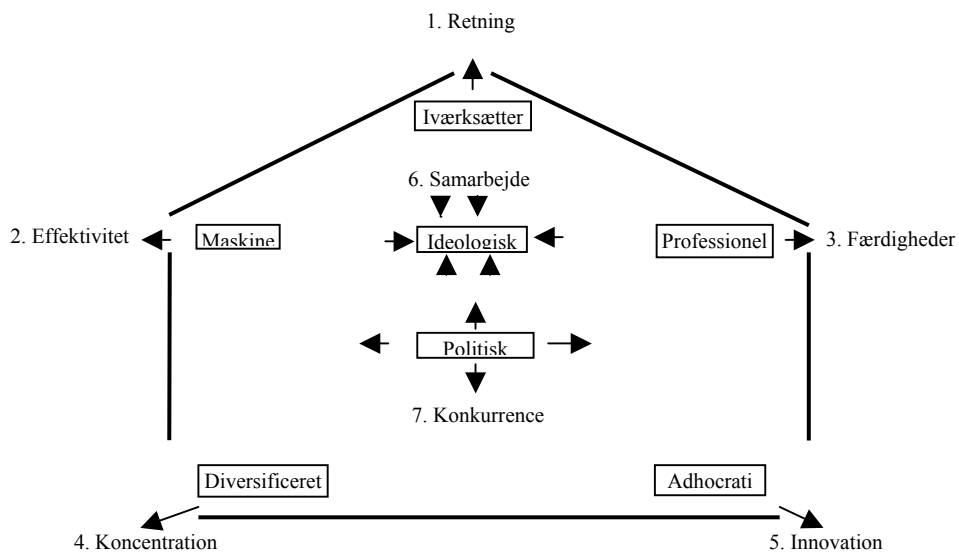 1. Retning
Iværksætter
6. Samarbejde
2. Effektivitet
Maskine
Ideologisk
Professionel
3. Færdigheder
Politisk
7. Konkurrence
Diversificeret
Adhocrati
4. Koncentration
5. Innovation